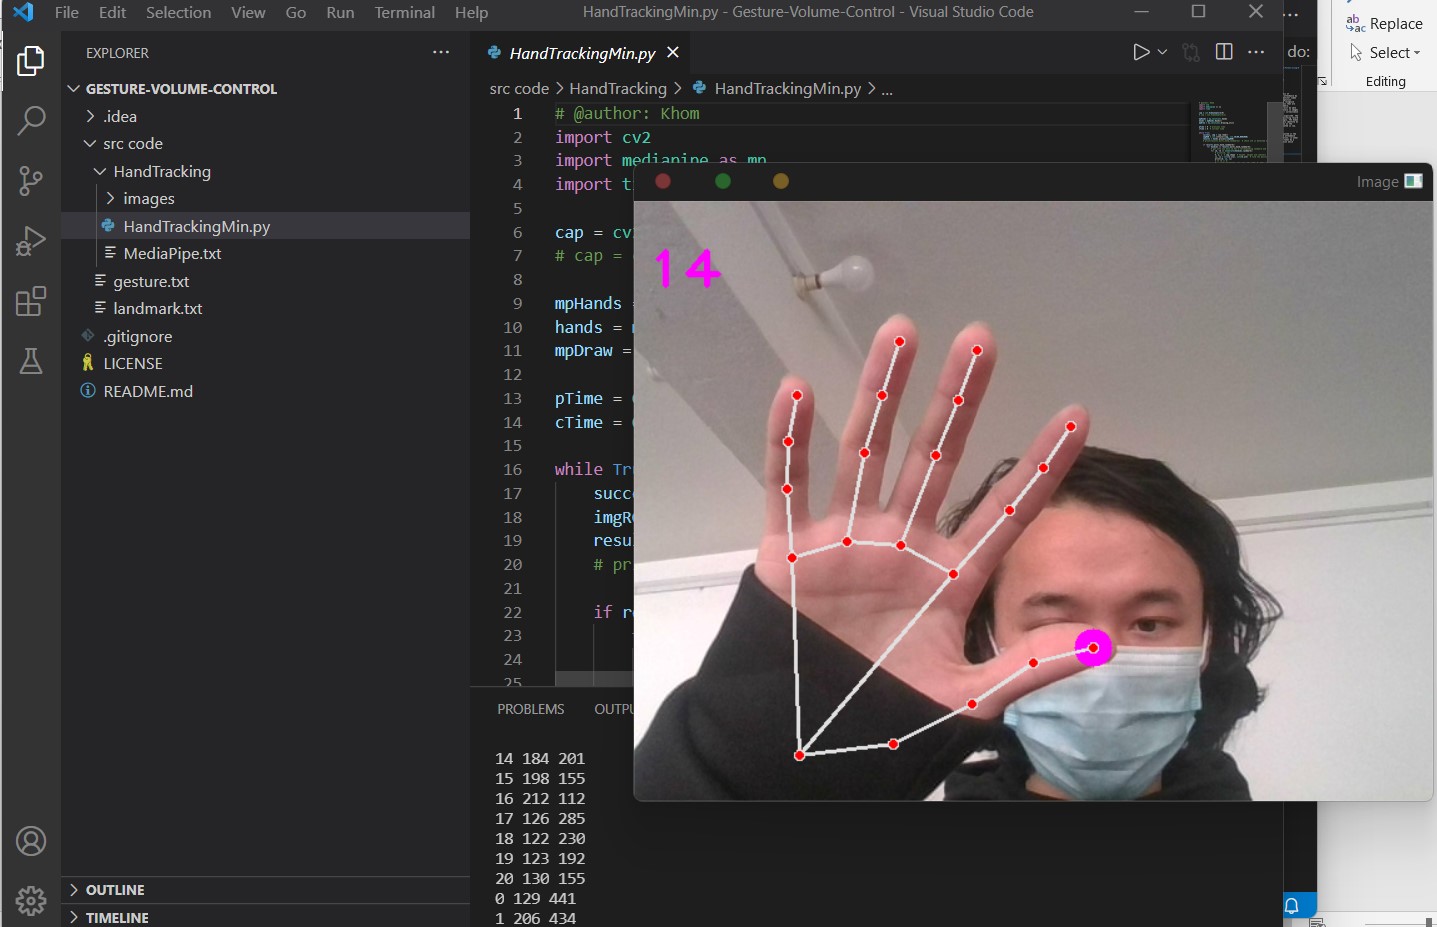 File Edit Selection View Go Run Terminal Help
HandTrackingMin.py - Gesture-Volume-Control - Visual Studio Code
Replace
Select
Editing
do:
EXPLORER
GESTURE-VOLUME-CONTROL
.idea
src code
HandTracking
images
HandTrackingMin.py
MediaPipe.txt
gesture.txt
landmark.txt
.gitignore
LICENSE
README.md
OUTLINE
TIMELINE
HandTrackingMin.py
src code > HandTracking > HandTrackingMin.py > ...
1 # @author: Khom
2 import cv2
3 import mediapipe as mp
4 import t
5
6 cap = cv
7 # cap =
8
9 mpHands
10 hands =
11 mpDraw =
12
13 pTime =
14 cTime =
15
16 while Tr
17 succ
18 imgR
19 resu
20 # pr
21
22 if re
23
24
25
Image
14
PROBLEMS OUTPU
14 184 201
15 198 155
16 212 112
17 126 285
18 122 230
19 123 192
20 130 155
0 129 441
1 206 434